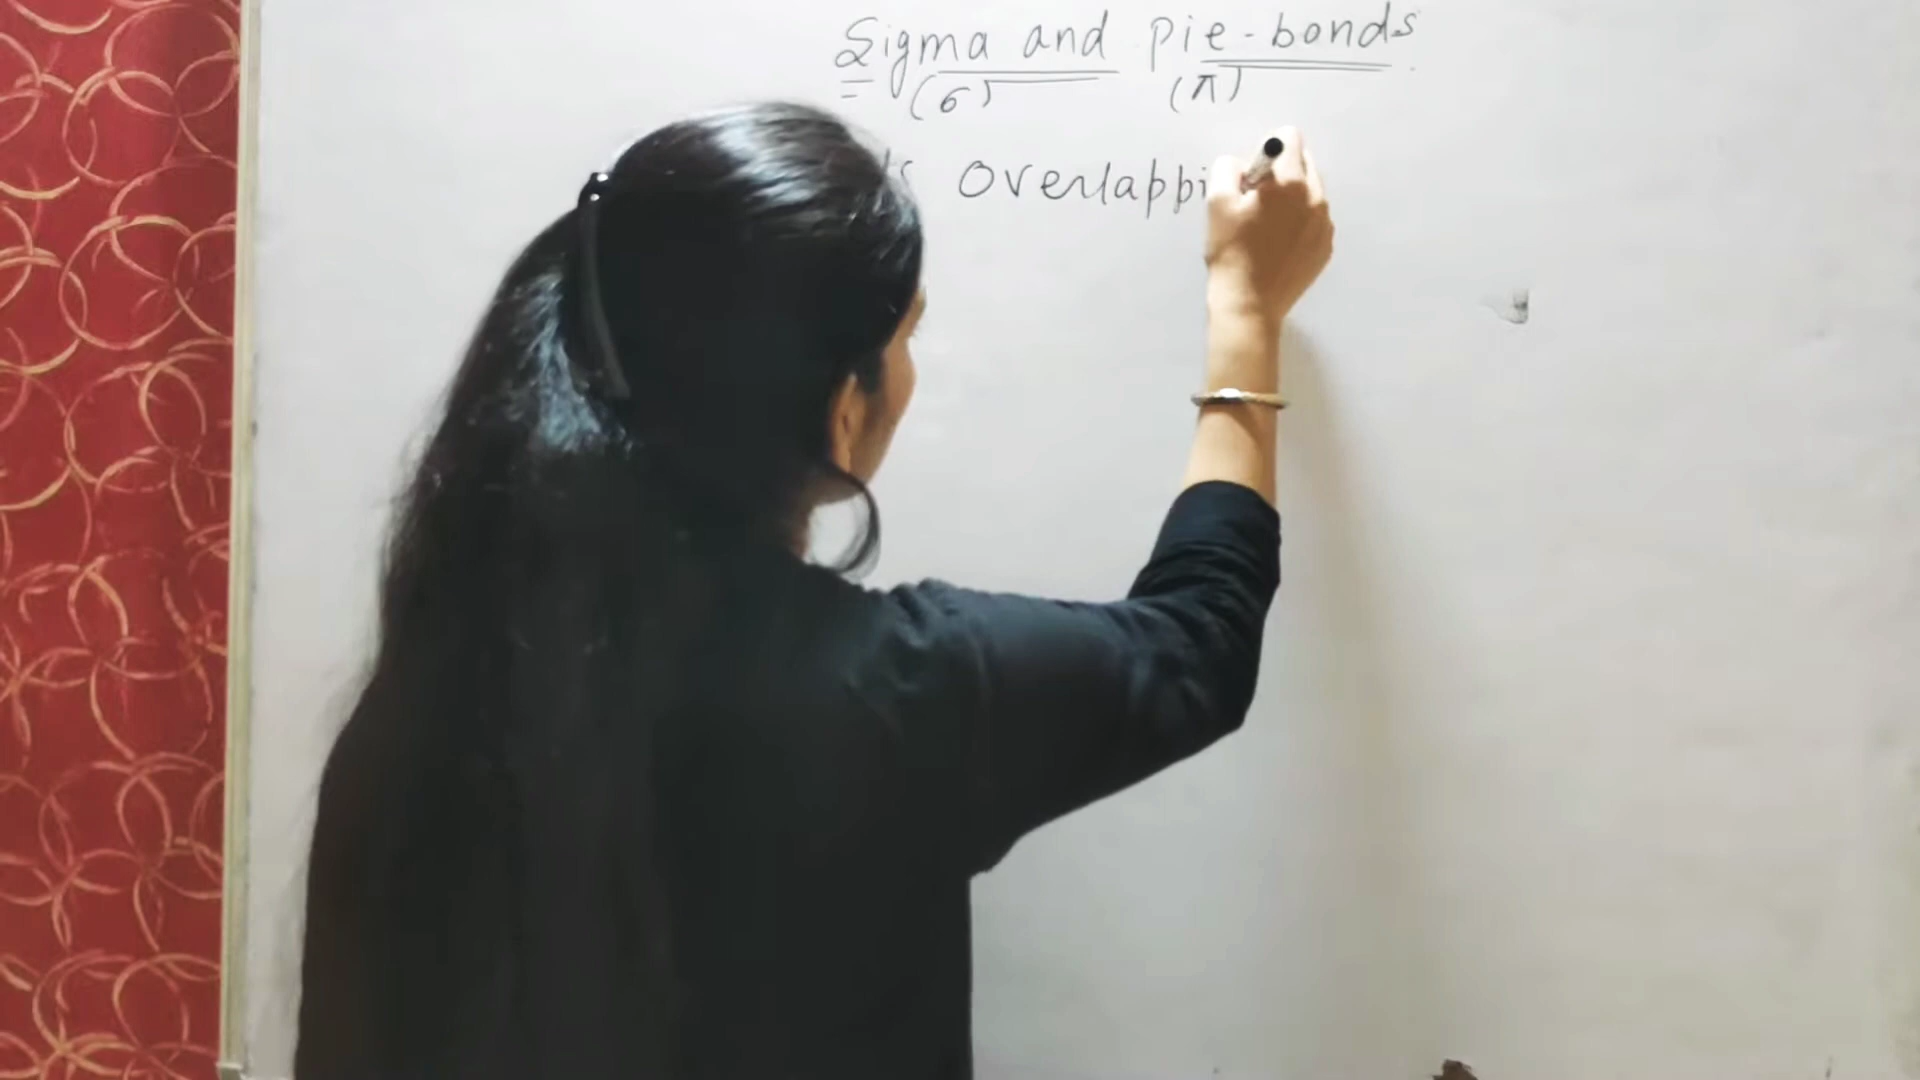 Sigma and pie-bonds
(σ) (π)
Overlappi